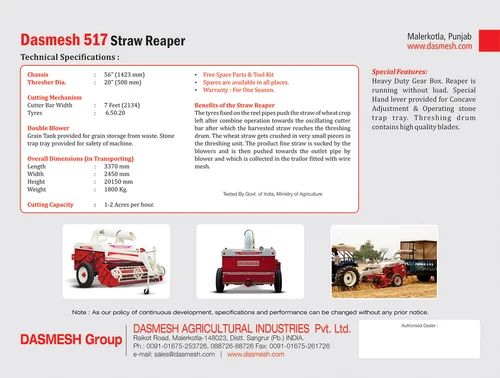 Dasmesh 517 Straw Reaper
Malerkotla, Punjab
www.dasmesh.com
Technical Specifications :
Chassis : 56" (1423 mm)
Thresher Dia. : 20" (508 mm)
Cutting Mechanism
Cutter Bar Width : 7 Feet (2134)
Tyres : 6.50.20
Double Blower
Grain Tank provided for grain storage from waste. Stone
trap tray provided for safety of machine.
Overall Dimensions (in Transporting)
Length : 3370 mm
Width : 2450 mm
Height : 20150 mm
Weight : 1800 Kg.
Cutting Capacity : 1-2 Acres per hour.
• Free Spare Parts & Tool Kit
• Spares are available in all places.
• Warranty : For One Season.
Benefits of the Straw Reaper
The tyres fixed on the reel pipes push the straw of wheat crop
left after combine operation towards the oscillating cutter
bar after which the harvested straw reaches the threshing
drum. The wheat straw gets crushed in very small pieces in
the threshing unit. The product fine straw is sucked by the
blowers and is then pushed towards the outlet pipe by
blower and which is collected in the trailor fitted with wire
mesh.
Tested By Govt. of India, Ministry of Agriculture
Special Features:
Heavy Duty Gear Box. Reaper is
running without load. Special
Hand lever provided for Concave
Adjustment & Operating stone
trap tray. Threshing drum
contains high quality blades.
Note : As our policy of continuous development, specifications and performance can be changed without any prior notice.
DASMESH Group
DASMESH AGRICULTURAL INDUSTRIES Pvt. Ltd.
Raikot Road, Malerkotla-148023, Distt. Sangrur (Pb.) INDIA.
Ph.: 0091-01675-253726, 088726-88726 Fax: 0091-01675-261726
e-mail: sales@dasmesh.com | www.dasmesh.com
Authorised Dealer :